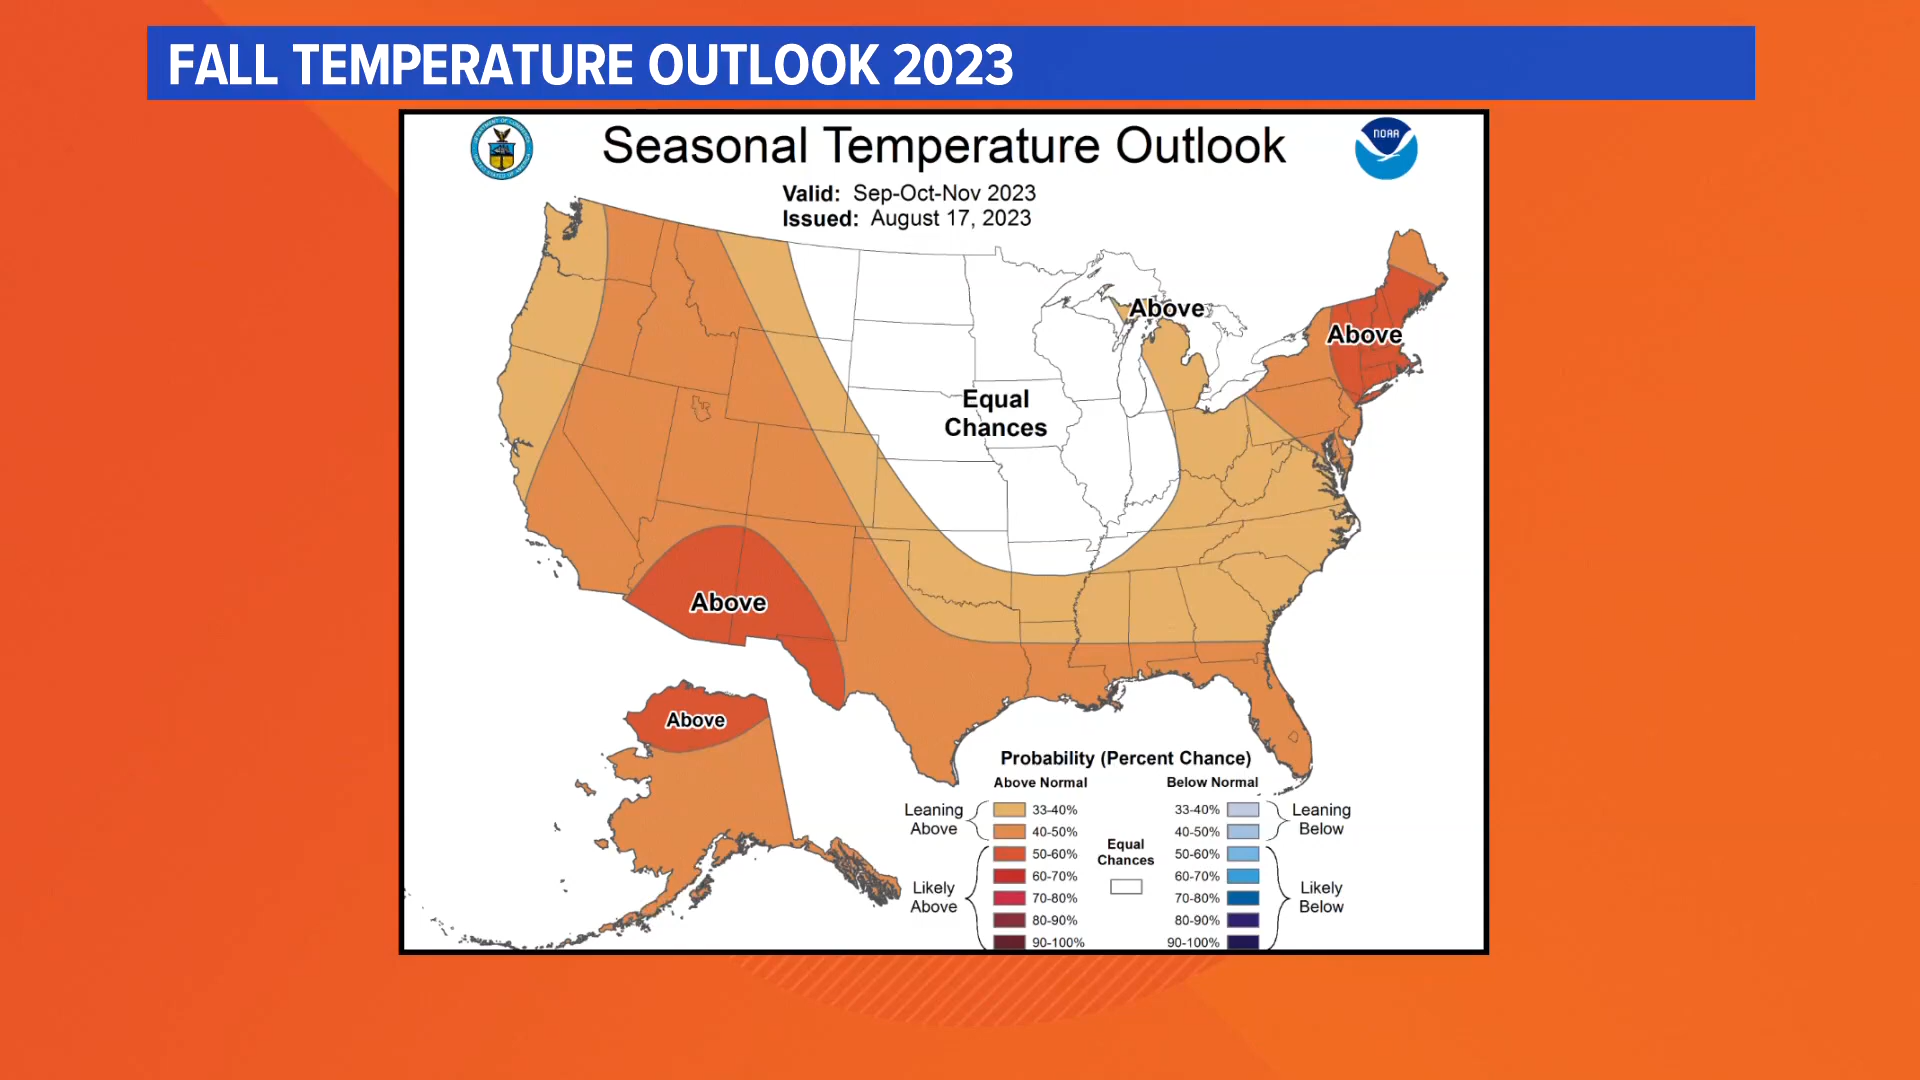 FALL TEMPERATURE OUTLOOK 2023
Seasonal Temperature Outlook
NOAA
Valid: Sep-Oct-Nov 2023
Issued: August 17, 2023
Above
Above
Equal
Chances
Above
Above
Probability (Percent Chance)
Above Normal
Below Normal
Leaning
Above
33-40%
40-50%
50-60%
60-70%
70-80%
80-90%
90-100%
Likely
Above
Equal
Chances
33-40%
40-50%
50-60%
60-70%
70-80%
80-90%
90-100%
Leaning
Below
Likely
Below